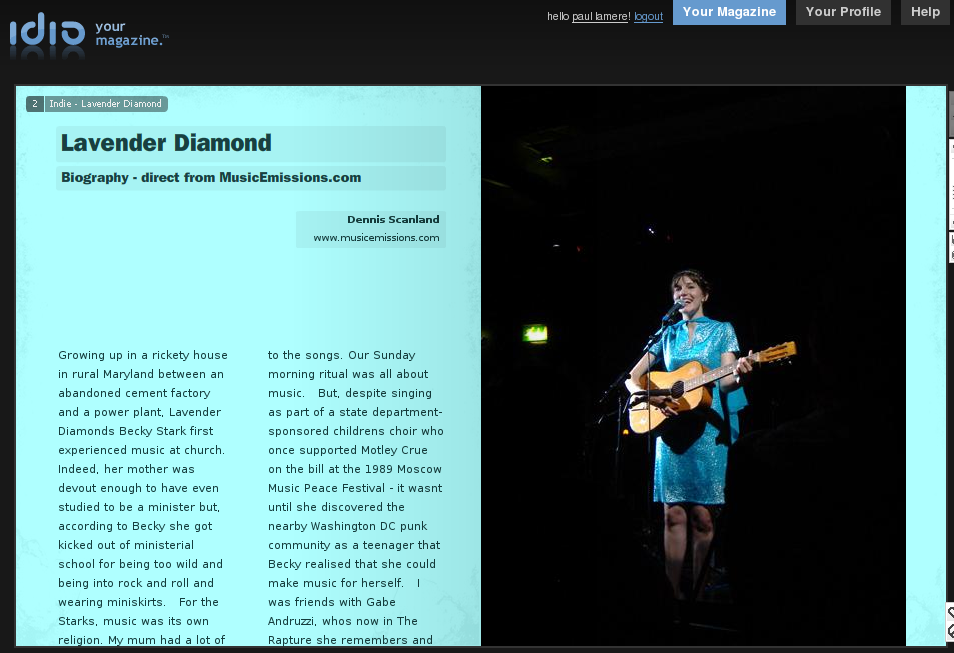 idio your
magazine.™
hello paul lamere! logout
Your Magazine
Your Profile
Help
2 Indie - Lavender Diamond
Lavender Diamond
Biography - direct from MusicEmissions.com
Dennis Scanland
www.musicemissions.com
Growing up in a rickety house
in rural Maryland between an
abandoned cement factory
and a power plant, Lavender
Diamonds Becky Stark first
experienced music at church.
Indeed, her mother was
devout enough to have even
studied to be a minister but,
according to Becky she got
kicked out of ministerial
school for being too wild and
being into rock and roll and
wearing miniskirts. For the
Starks, music was its own
religion. My mum had a lot of
to the songs. Our Sunday
morning ritual was all about
music. But, despite singing
as part of a state department-
sponsored childrens choir who
once supported Motley Crue
on the bill at the 1989 Moscow
Music Peace Festival - it wasnt
until she discovered the
nearby Washington DC punk
community as a teenager that
Becky realised that she could
make music for herself. I
was friends with Gabe
Andruzzi, whos now in The
Rapture she remembers and